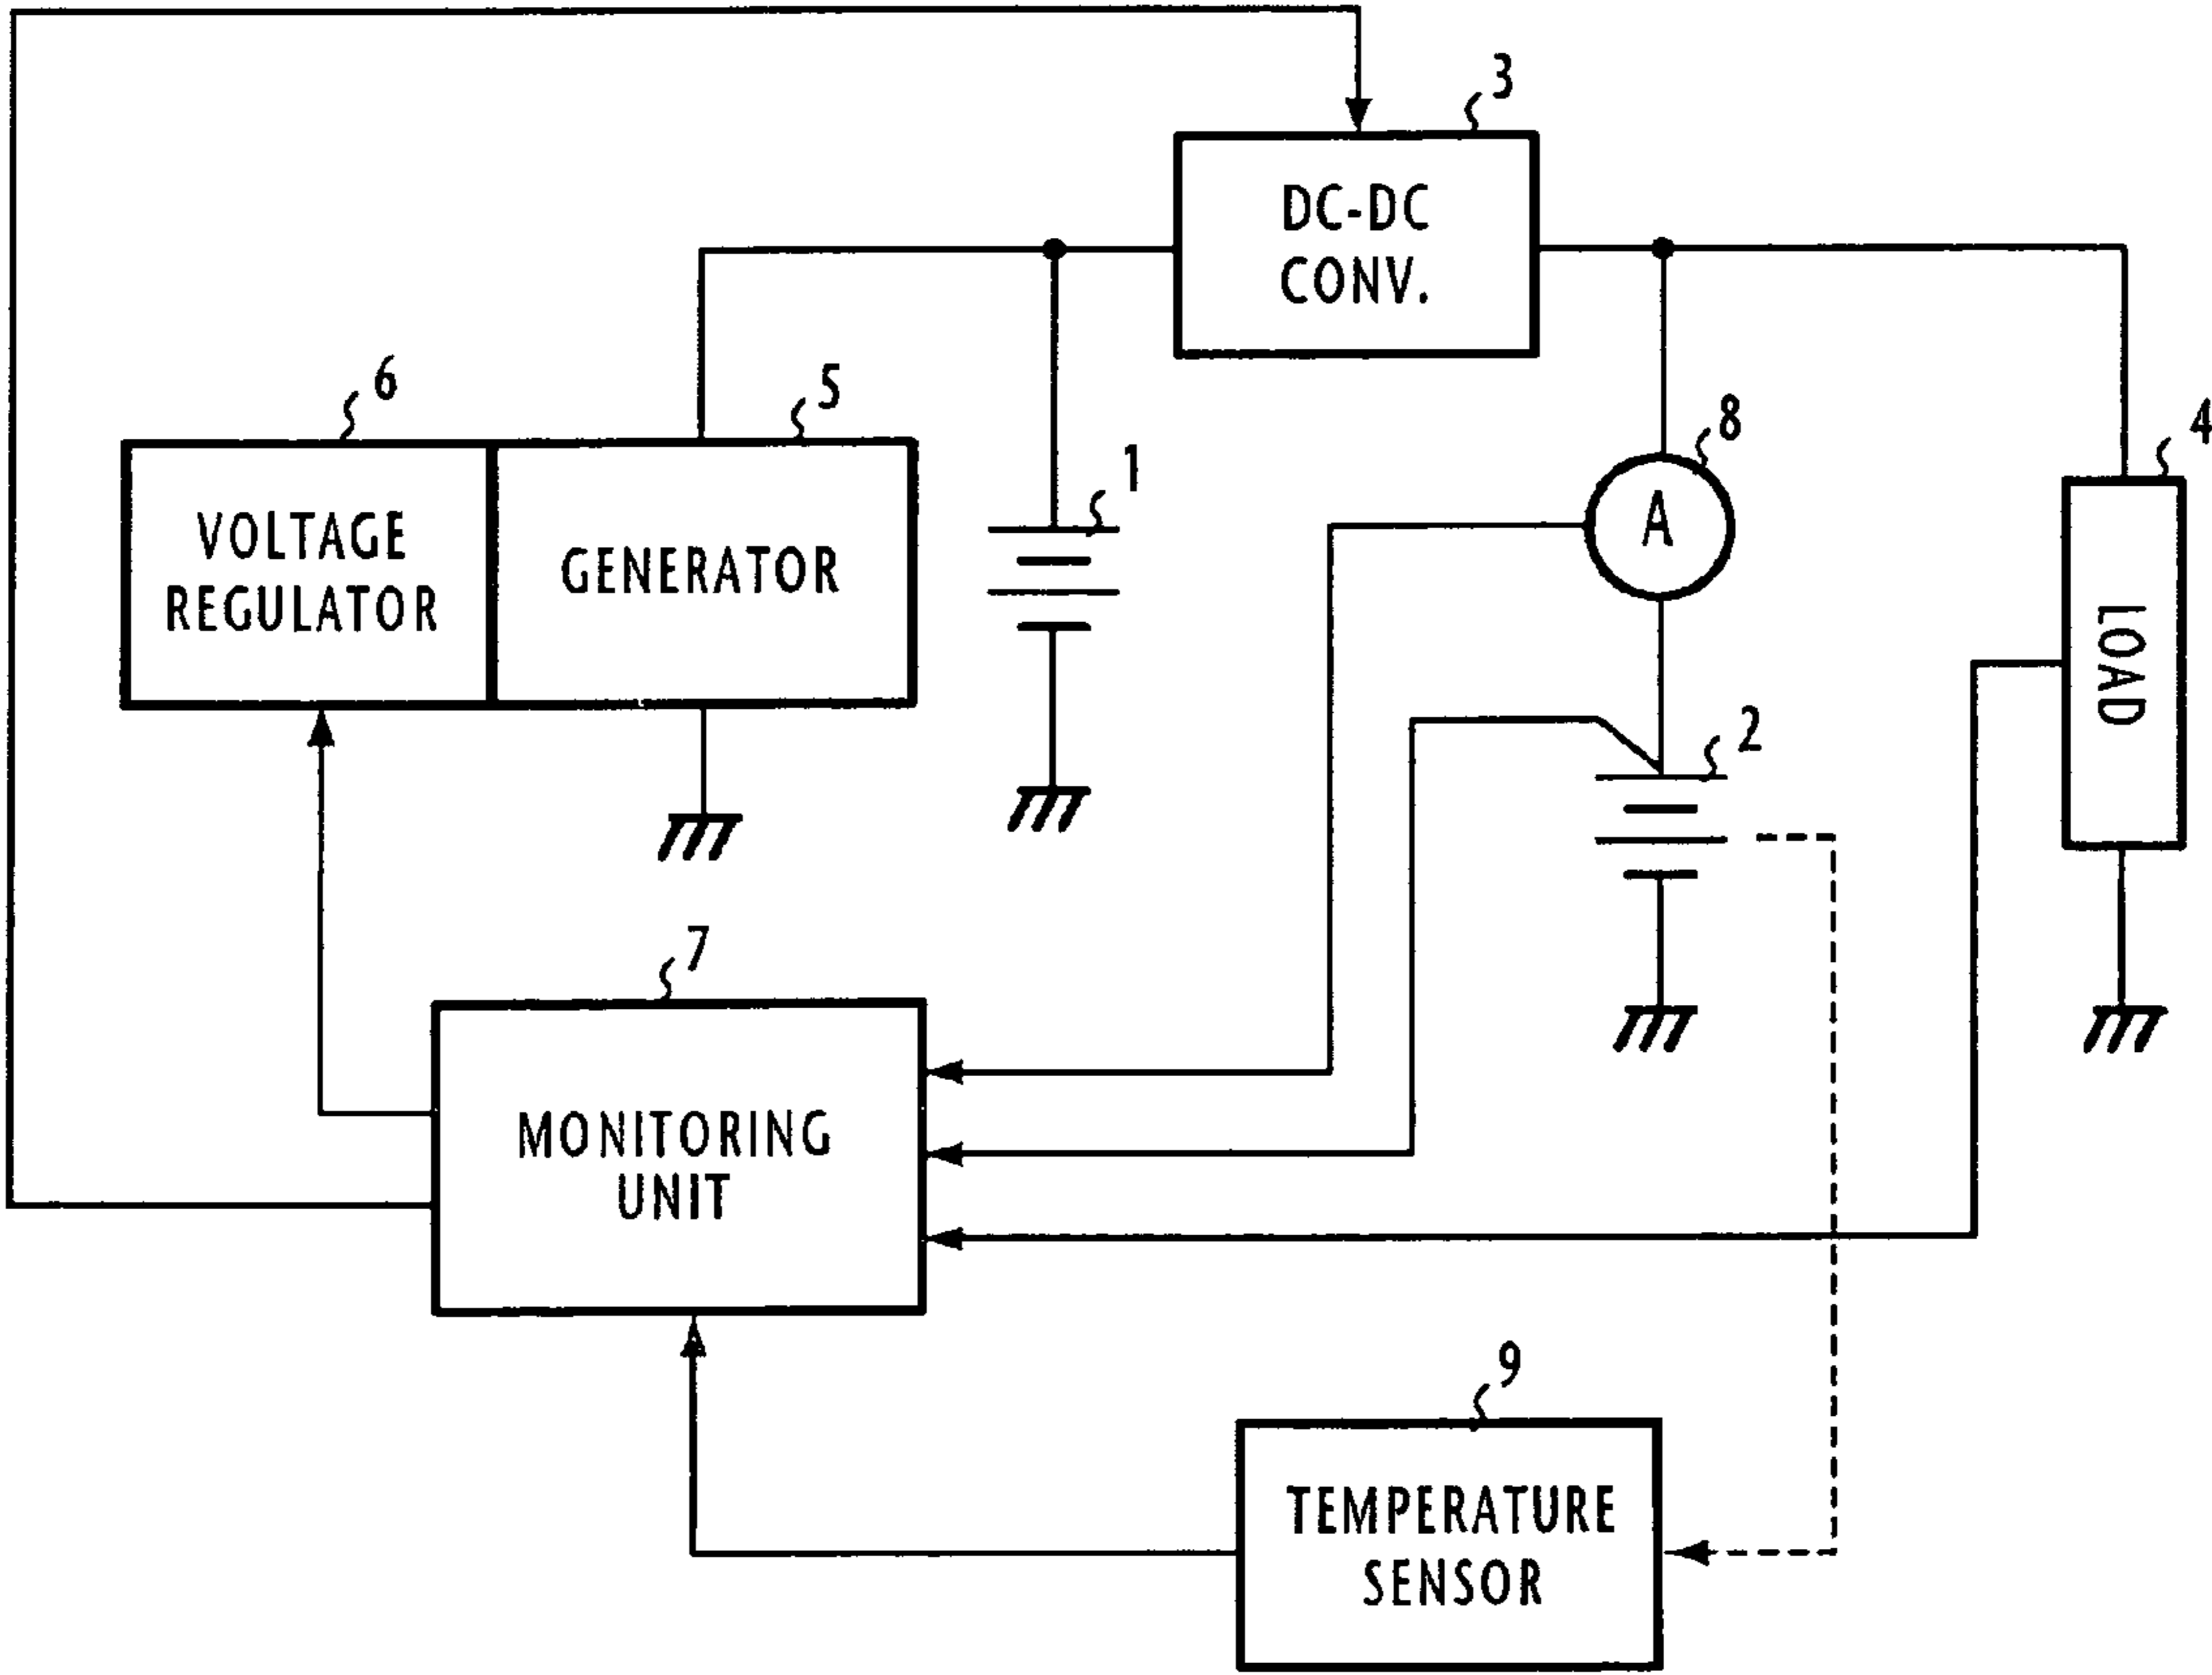 3
DC-DC
CONV.
6
5
8
4
1
VOLTAGE
REGULATOR
GENERATOR
A
LOAD
2
7
MONITORING
UNIT
9
TEMPERATURE
SENSOR